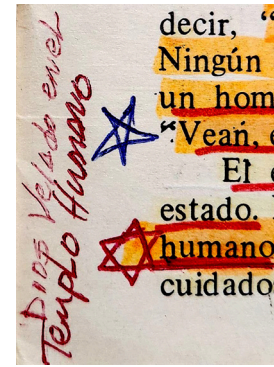 Dios Velado en el
Templo Humano
decir, “
Ningún
un hom
“Vean,
El
estado.
humano
cuidado